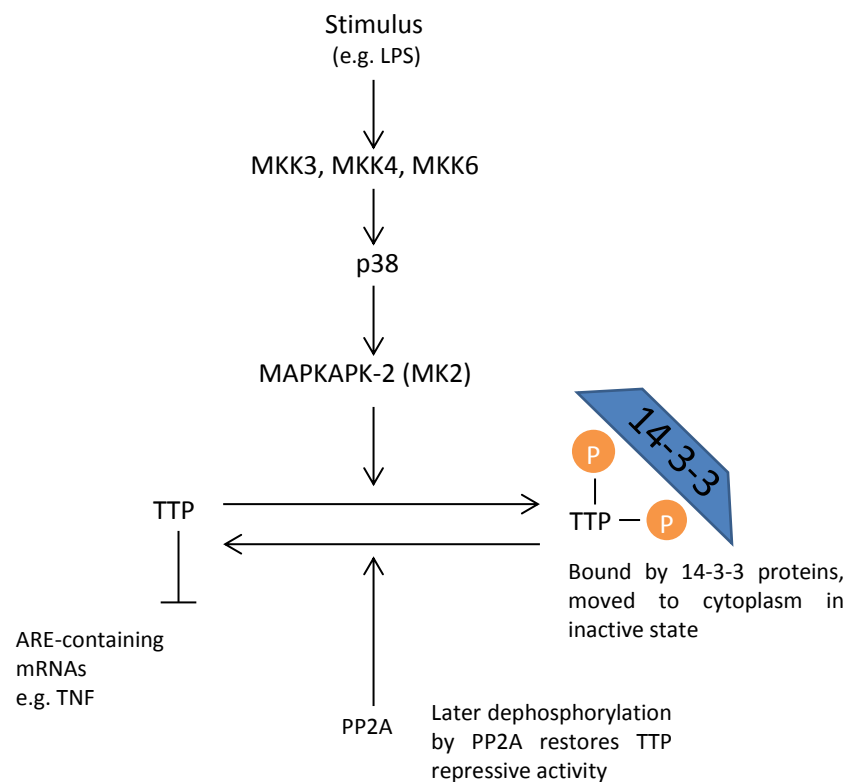 Stimulus
(e.g. LPS)
MKK3, MKK4, MKK6
p38
MAPKAPK-2 (MK2)
14-3-3
P
TTP
TTP
P
Bound by 14-3-3 proteins,
moved to cytoplasm in
inactive state
ARE-containing
mRNAs
e.g. TNF
PP2A
Later dephosphorylation
by PP2A restores TTP
repressive activity